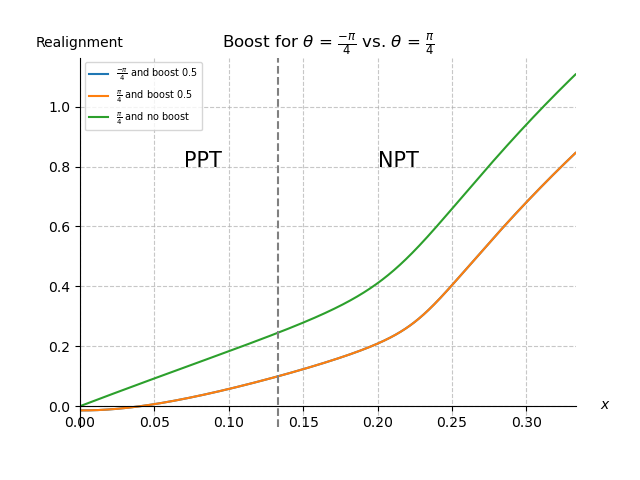 Boost for θ = -π/4 vs. θ = π/4
Realignment
-π/4 and boost 0.5
π/4 and boost 0.5
π/4 and no boost
PPT
NPT
1.0
0.8
0.6
0.4
0.2
0.0
0.00 0.05 0.10 0.15 0.20 0.25 0.30
x